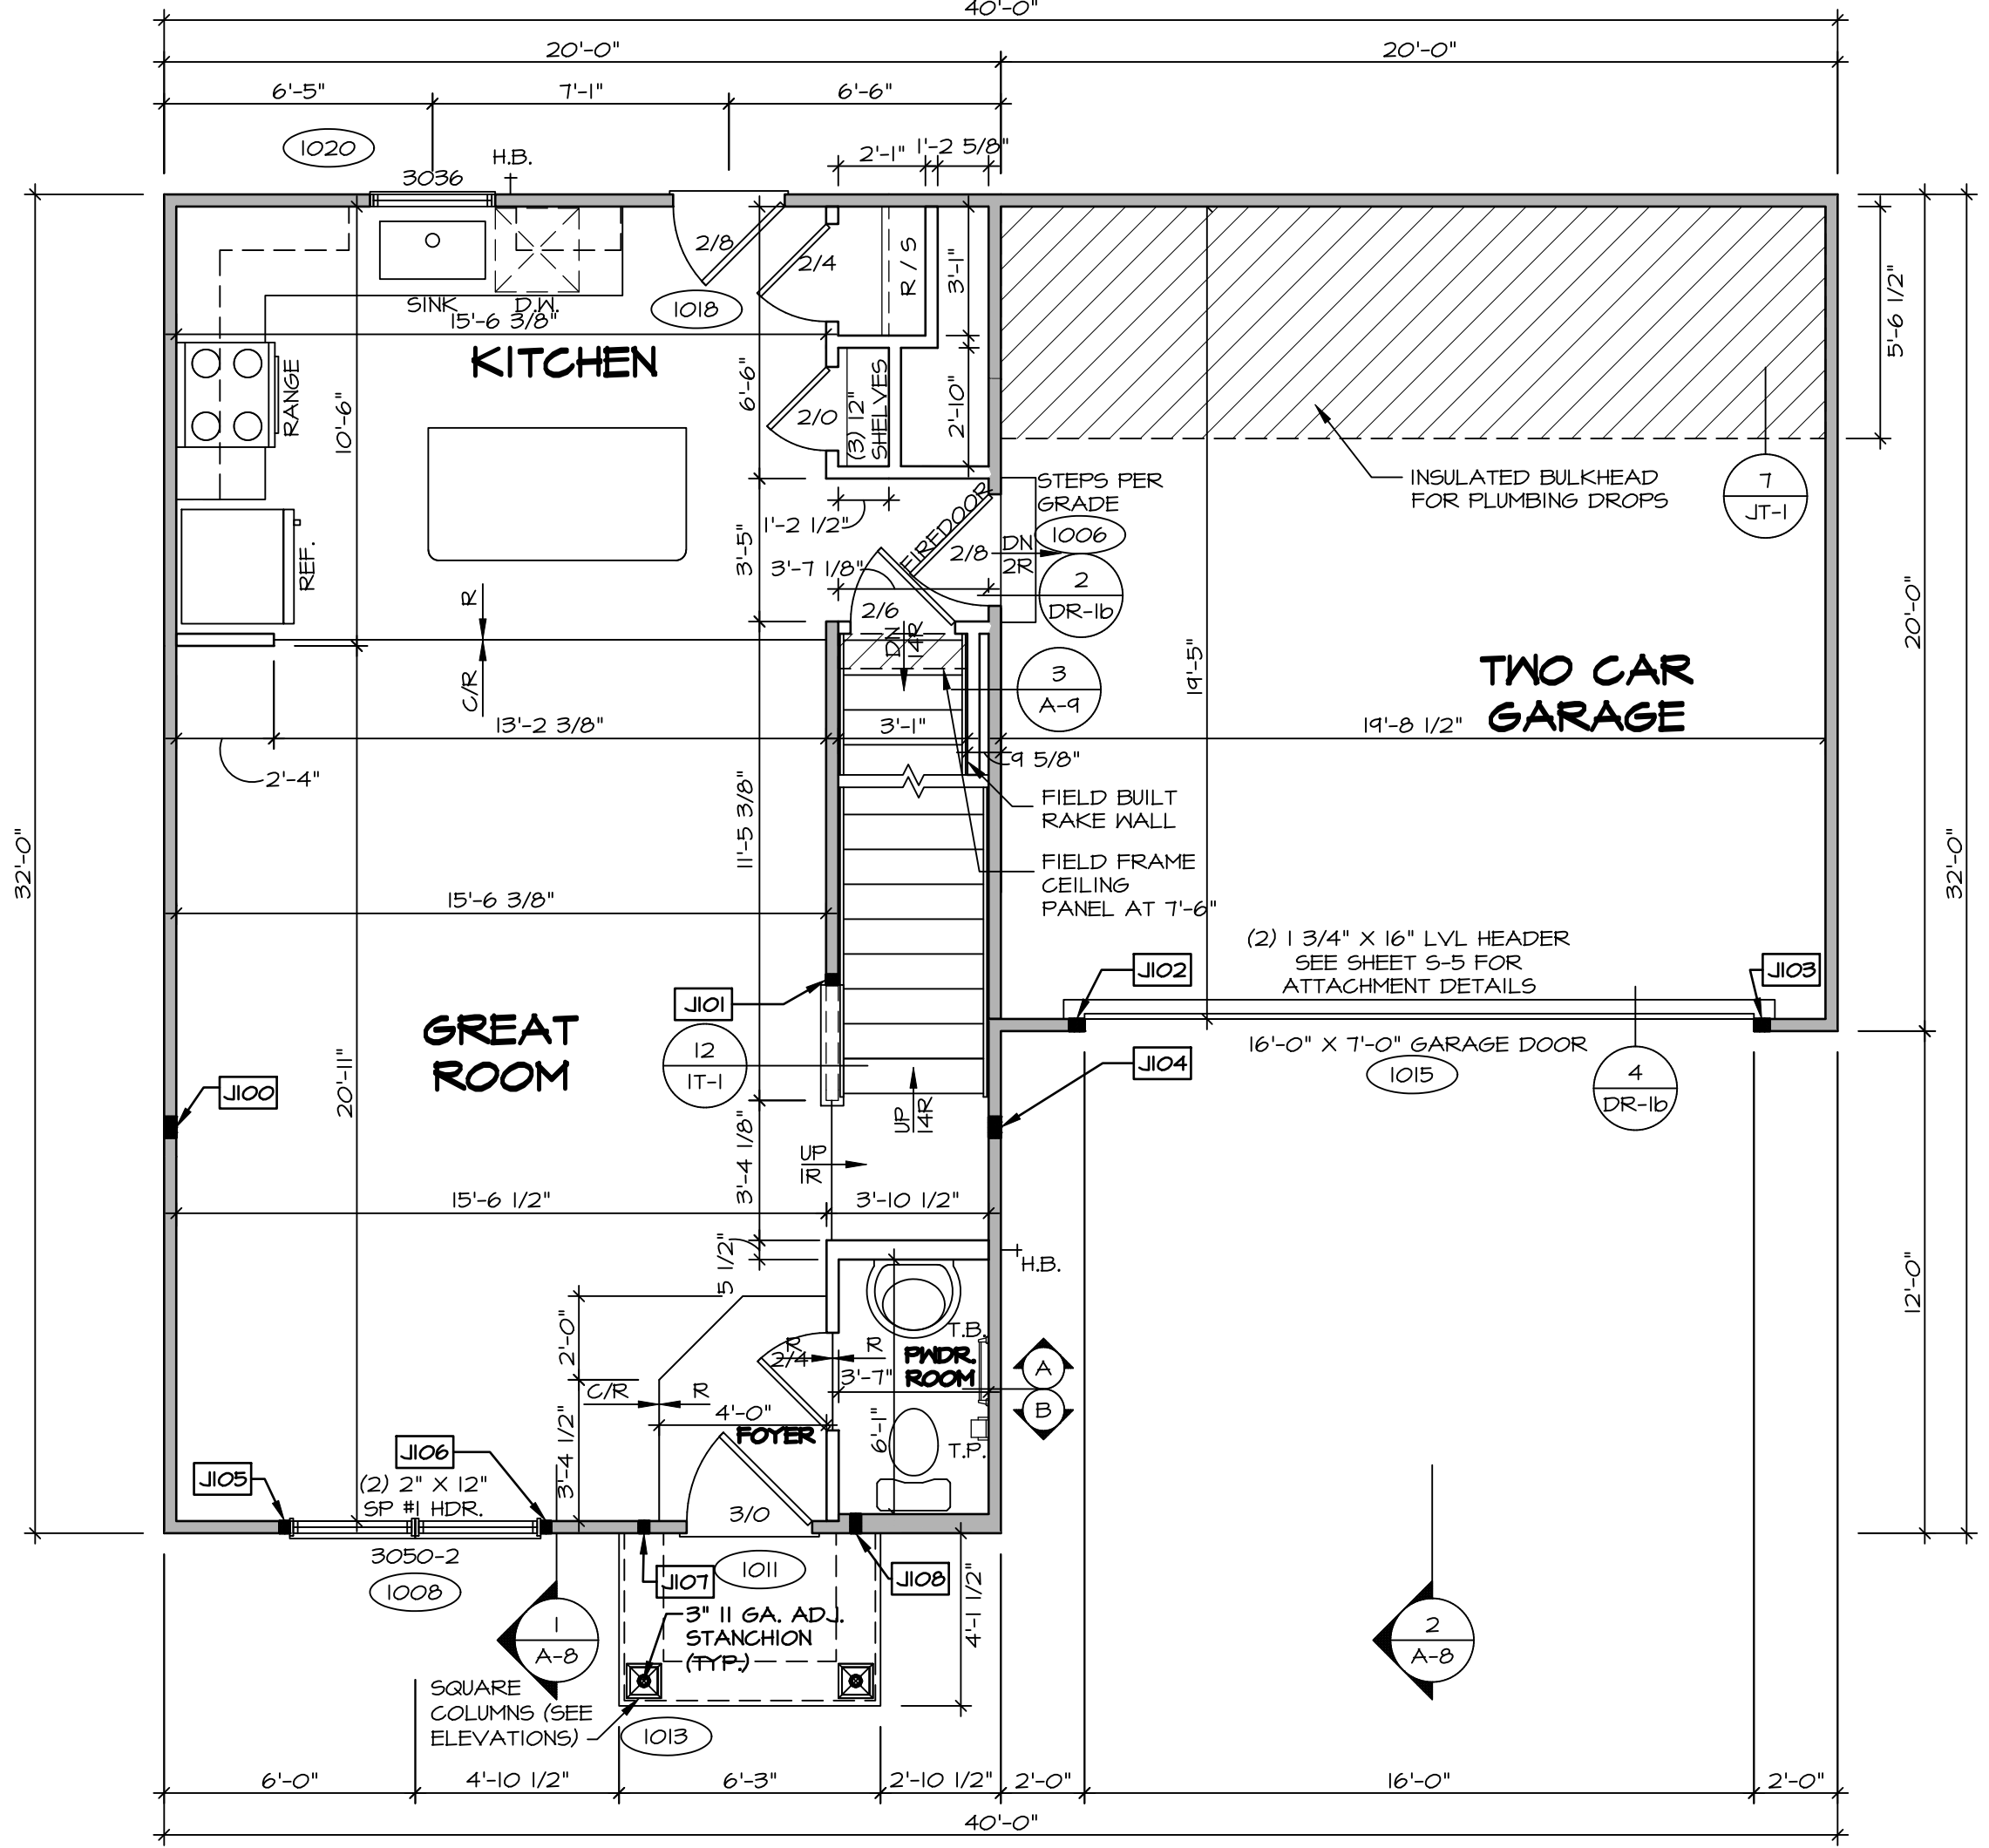 40'-0"
20'-0"
20'-0"
6'-5"
7'-1"
6'-6"
1020
H.B.
2'-1"
1'-2 5/8"
3036
2/8
2/4
R / S
3'-1"
5'-6 1/2"
SINK
D.W.
1018
15'-6 3/8"
KITCHEN
RANGE
10'-6"
6'-6"
2/0
(3) 12"
SHELVES
2'-10"
INSULATED BULKHEAD
FOR PLUMBING DROPS
7
JT-1
STEPS PER
GRADE
1006
1'-2 1/2"
FIREDOOR
2/8
DN
2R
3'-5"
3'-7 1/8"
2
DR-1b
REF.
R
2/6
DN
14R
C/R
3
A-9
19'-5"
20'-0"
TWO CAR
GARAGE
13'-2 3/8"
3'-1"
19'-8 1/2"
2'-4"
9 5/8"
FIELD BUILT
RAKE WALL
11'-5 3/8"
32'-0"
32'-0"
FIELD FRAME
CEILING
PANEL AT 7'-6"
15'-6 3/8"
(2) 1 3/4" X 16" LVL HEADER
SEE SHEET S-5 FOR
ATTACHMENT DETAILS
J102
J103
J101
GREAT
ROOM
12
1T-1
16'-0" X 7'-0" GARAGE DOOR
1015
4
DR-1b
J104
J100
20'-11"
UP
14R
3'-4 1/8"
UP
1R
15'-6 1/2"
3'-10 1/2"
5 1/2"
H.B.
12'-0"
2'-0"
T.B.
R
R
2/4
PWDR.
ROOM
3'-7"
A
B
C/R
R
4'-0"
FOYER
6'-1"
T.P.
3'-4 1/2"
J106
J105
(2) 2" X 12"
SP #1 HDR.
3/0
3050-2
1008
1011
J107
J108
4'-1 1/2"
3" 11 GA. ADJ.
STANCHION
(TYP.)
1
A-8
2
A-8
SQUARE
COLUMNS (SEE
ELEVATIONS)
1013
6'-0"
4'-10 1/2"
6'-3"
2'-10 1/2"
2'-0"
16'-0"
2'-0"
40'-0"